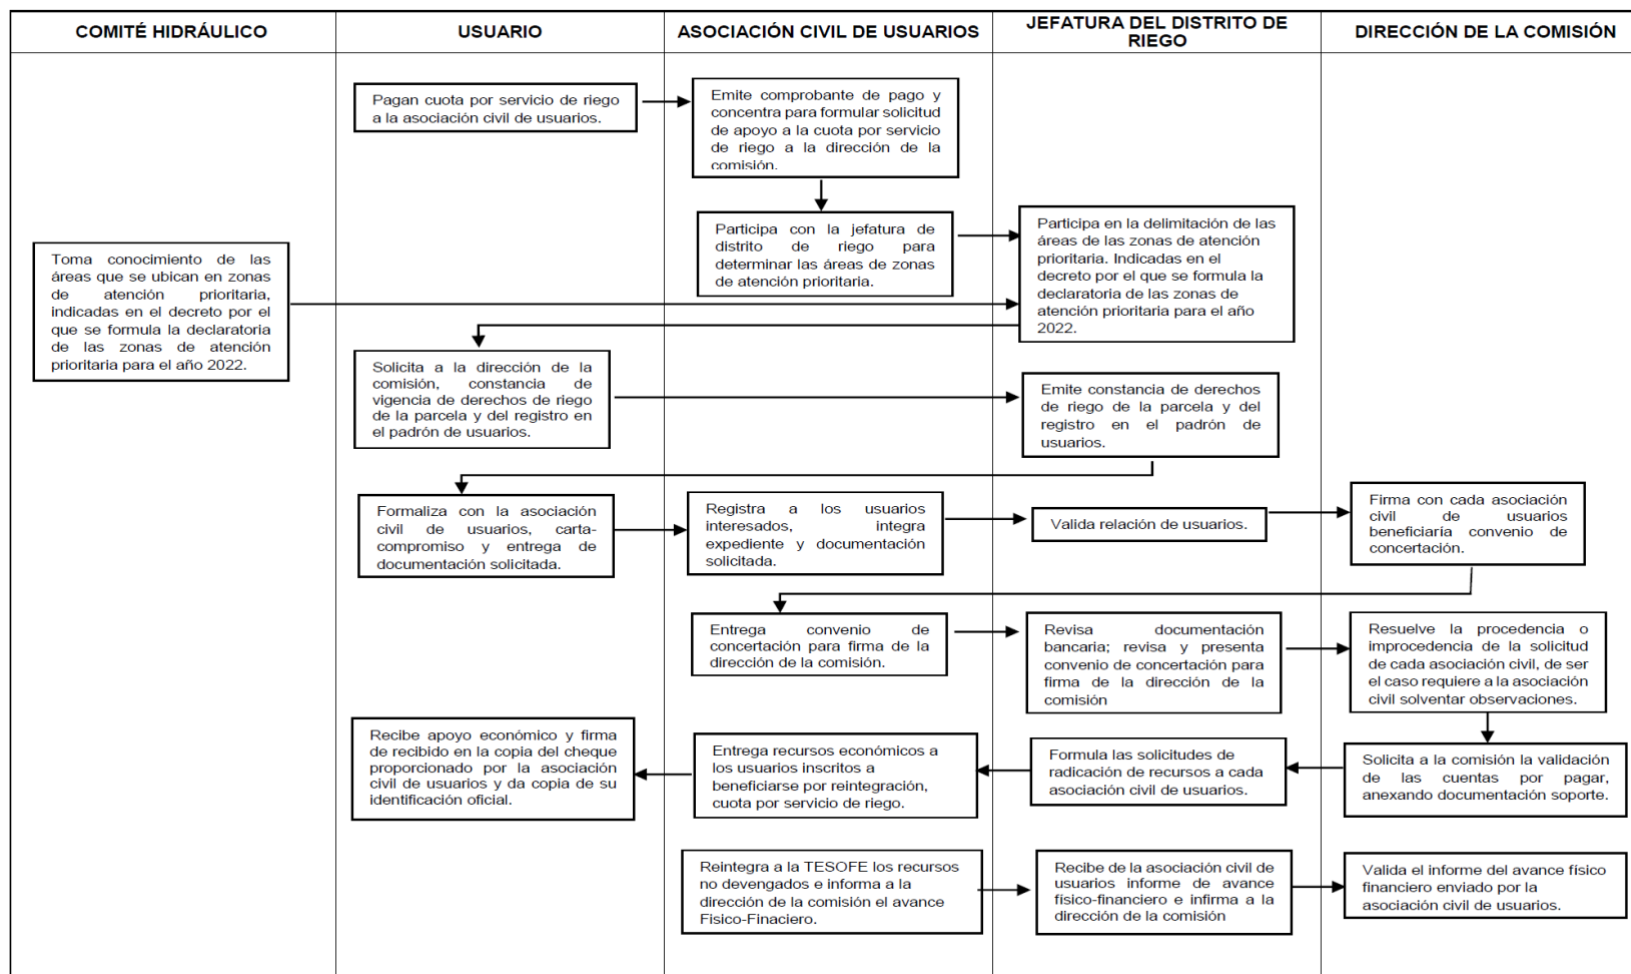 COMITÉ HIDRÁULICO
USUARIO
ASOCIACIÓN CIVIL DE USUARIOS
JEFATURA DEL DISTRITO DE
RIEGO
DIRECCIÓN DE LA COMISIÓN
Pagan cuota por servicio de riego
a la asociación civil de usuarios.
Emite comprobante de pago y
concentra para formular solicitud
de apoyo a la cuota por servicio
de riego a la dirección de la
comisión.
Participa con la jefatura de
distrito de riego para
determinar las áreas de zonas
de atención prioritaria.
Participa en la delimitación de las
áreas de las zonas de atención
prioritaria. Indicadas en el
decreto por el que se formula la
declaratoria de las zonas de
atención prioritaria para el año
2022.
Toma conocimiento de las
áreas que se ubican en zonas
de atención prioritaria,
indicadas en el decreto por el
que se formula la declaratoria
de las zonas de atención
prioritaria para el año 2022.
Solicita a la dirección de la
comisión, constancia de
vigencia de derechos de riego
de la parcela y del registro en
el padrón de usuarios.
Emite constancia de derechos
de riego de la parcela y del
registro en el padrón de
usuarios.
Formaliza con la asociación
civil de usuarios, carta-
compromiso y entrega de
documentación solicitada.
Registra a los usuarios
interesados, integra
expediente y documentación
solicitada.
Valida relación de usuarios.
Firma con cada asociación
civil de usuarios
beneficiaría convenio de
concertación.
Entrega convenio de
concertación para firma de la
dirección de la comisión.
Revisa documentación
bancaria; revisa y presenta
convenio de concertación para
firma de la dirección de la
comisión
Resuelve la procedencia o
improcedencia de la solicitud
de cada asociación civil, de ser
el caso requiere a la asociación
civil solventar observaciones.
Recibe apoyo económico y firma
de recibido en la copia del cheque
proporcionado por la asociación
civil de usuarios y da copia de su
identificación oficial.
Entrega recursos económicos a
los usuarios inscritos a
beneficiarse por reintegración,
cuota por servicio de riego.
Formula las solicitudes de
radicación de recursos a cada
asociación civil de usuarios.
Solicita a la comisión la validación
de las cuentas por pagar,
anexando documentación soporte.
Reintegra a la TESOFE los recursos
no devengados e informa a la
dirección de la comisión el avance
Físico-Finaciero.
Recibe de la asociación civil de
usuarios informe de avance
físico-financiero e infirma a la
dirección de la comisión
Valida el informe del avance físico
financiero enviado por la
asociación civil de usuarios.